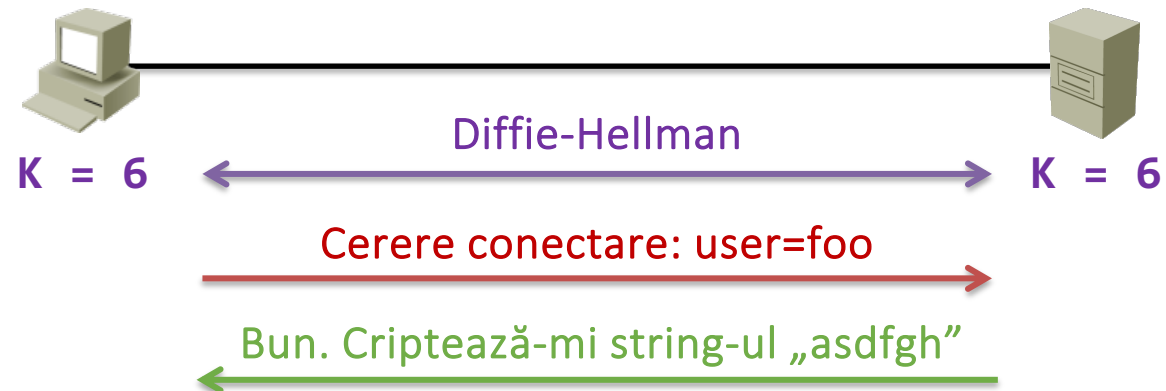 Diffie-Hellman
K = 6
K = 6
Cerere conectare: user=foo
Bun. Criptează-mi string-ul „asdfgh”